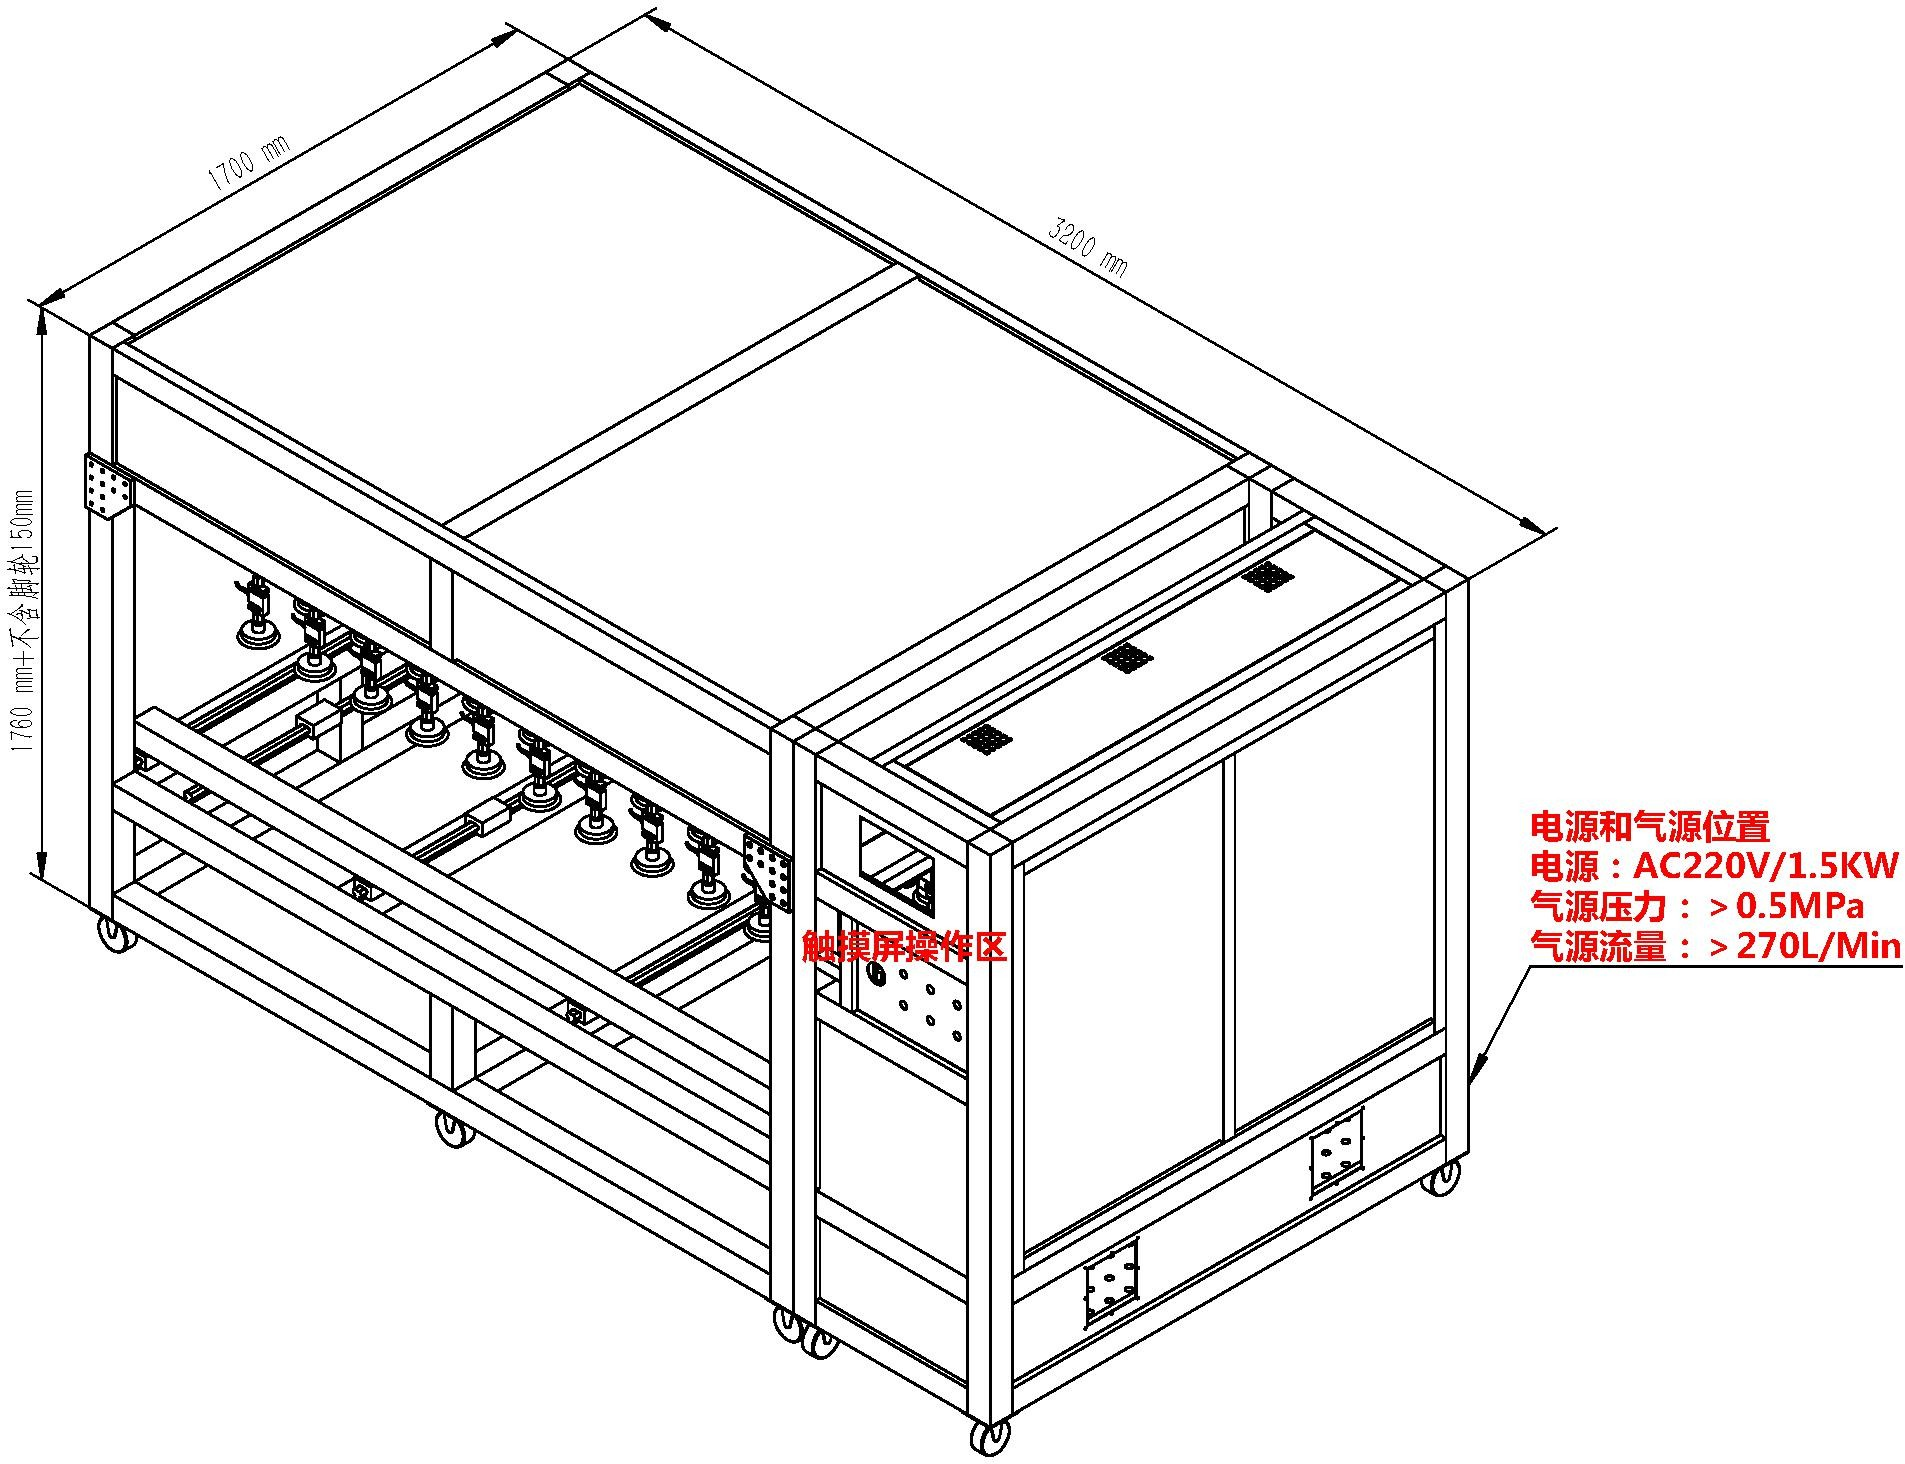 1700 mm
3200 mm
1760 mm+不含脚轮150mm
电源和气源位置
电源：AC220V/1.5KW
气源压力：＞0.5MPa
气源流量：＞270L/Min
触摸屏操作区